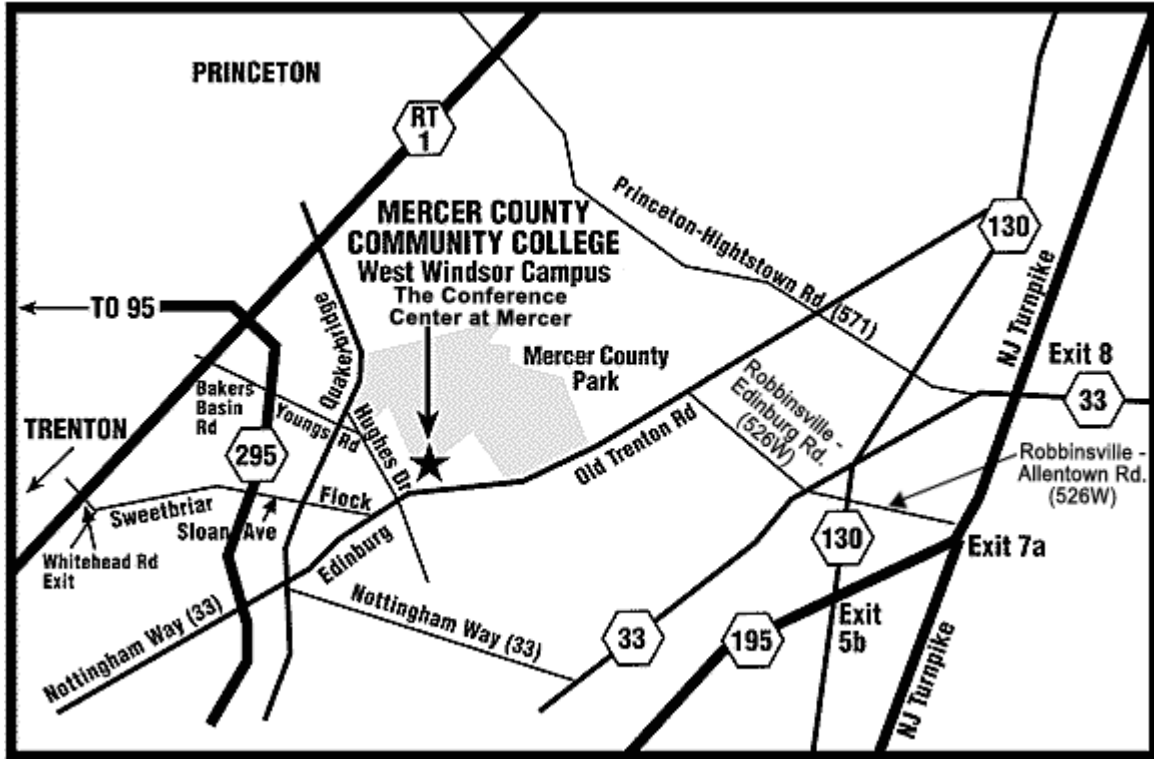 PRINCETON
RT
1
MERCER COUNTY
COMMUNITY COLLEGE
West Windsor Campus
The Conference
Center at Mercer
Princeton-Hightstown Rd (571)
130
NJ Turnpike
TO 95
Quakerbridge
Mercer County
Park
Exit 8
33
Bakers
Basin
Rd
Youngs Rd
Hughes Dr
Robbinsville -
Edinburg Rd.
(526W)
Old Trenton Rd
TRENTON
295
Robbinsville -
Allentown Rd.
(526W)
Sweetbriar
Flock
Sloan Ave
Whitehead Rd
Exit
Edinburg
130
Exit 7a
Nottingham Way (33)
Nottingham Way (33)
33
195
Exit
5b
NJ Turnpike